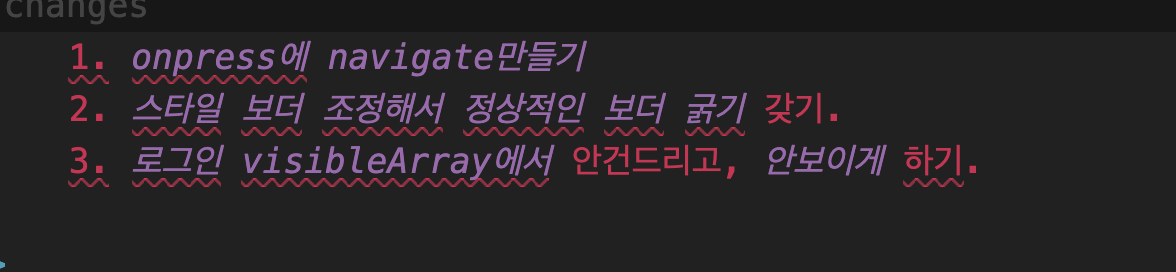 changes
1. onpress에 navigate만들기
2. 스타일 보더 조정해서 정상적인 보더 굵기 갖기.
3. 로그인 visibleArray에서 안건드리고, 안보이게 하기.